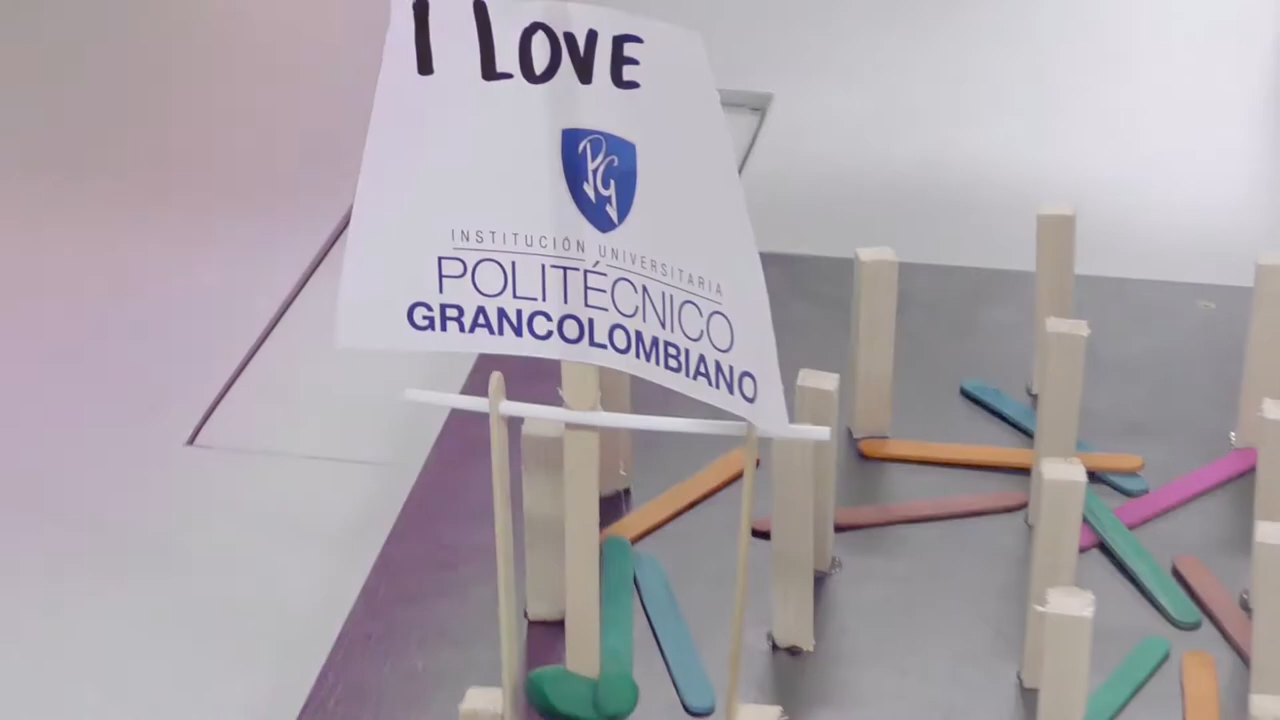 I LOVE
PG
INSTITUCIÓN UNIVERSITARIA
POLITÉCNICO
GRANCOLOMBIANO